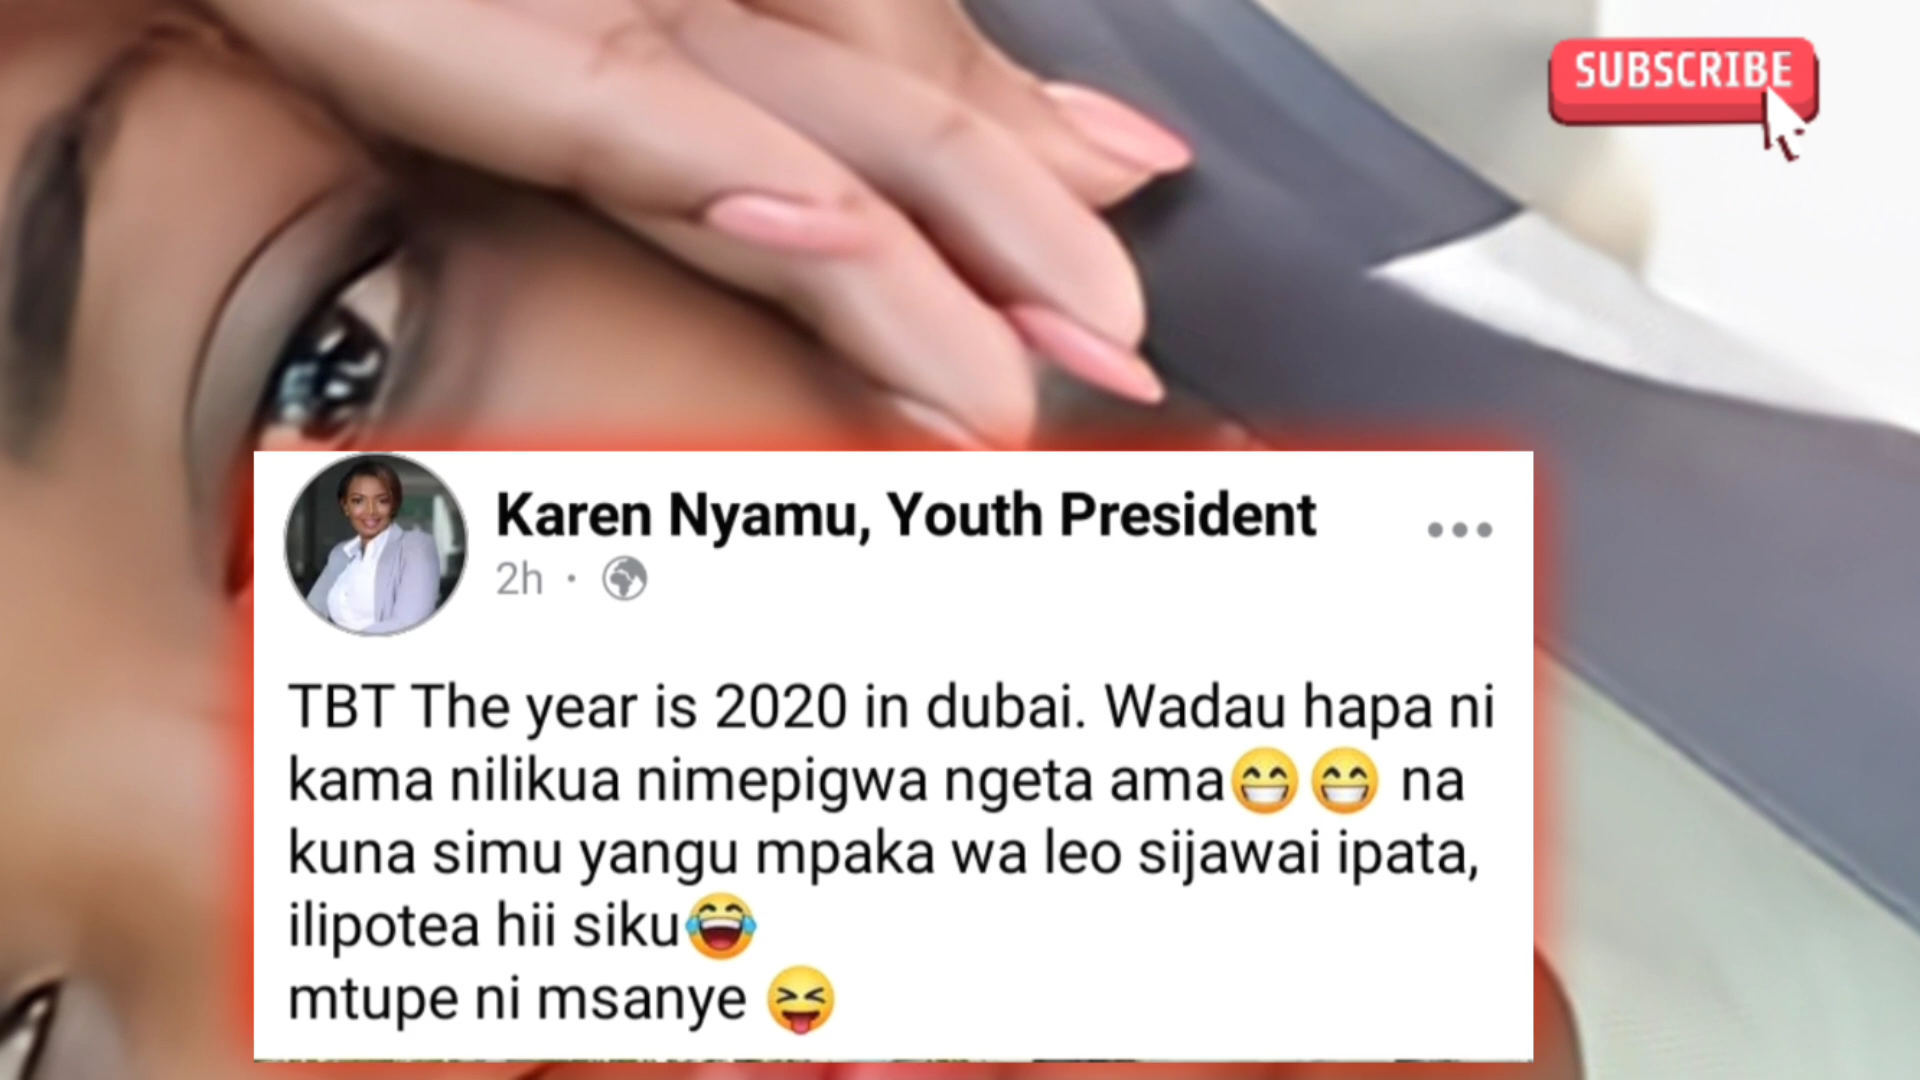 SUBSCRIBE
Karen Nyamu, Youth President
2h ·
TBT The year is 2020 in dubai. Wadau hapa ni
kama nilikua nimepigwa ngeta ama😁😁 na
kuna simu yangu mpaka wa leo sijawai ipata,
ilipotea hii siku😂
mtupe ni msanye 😝